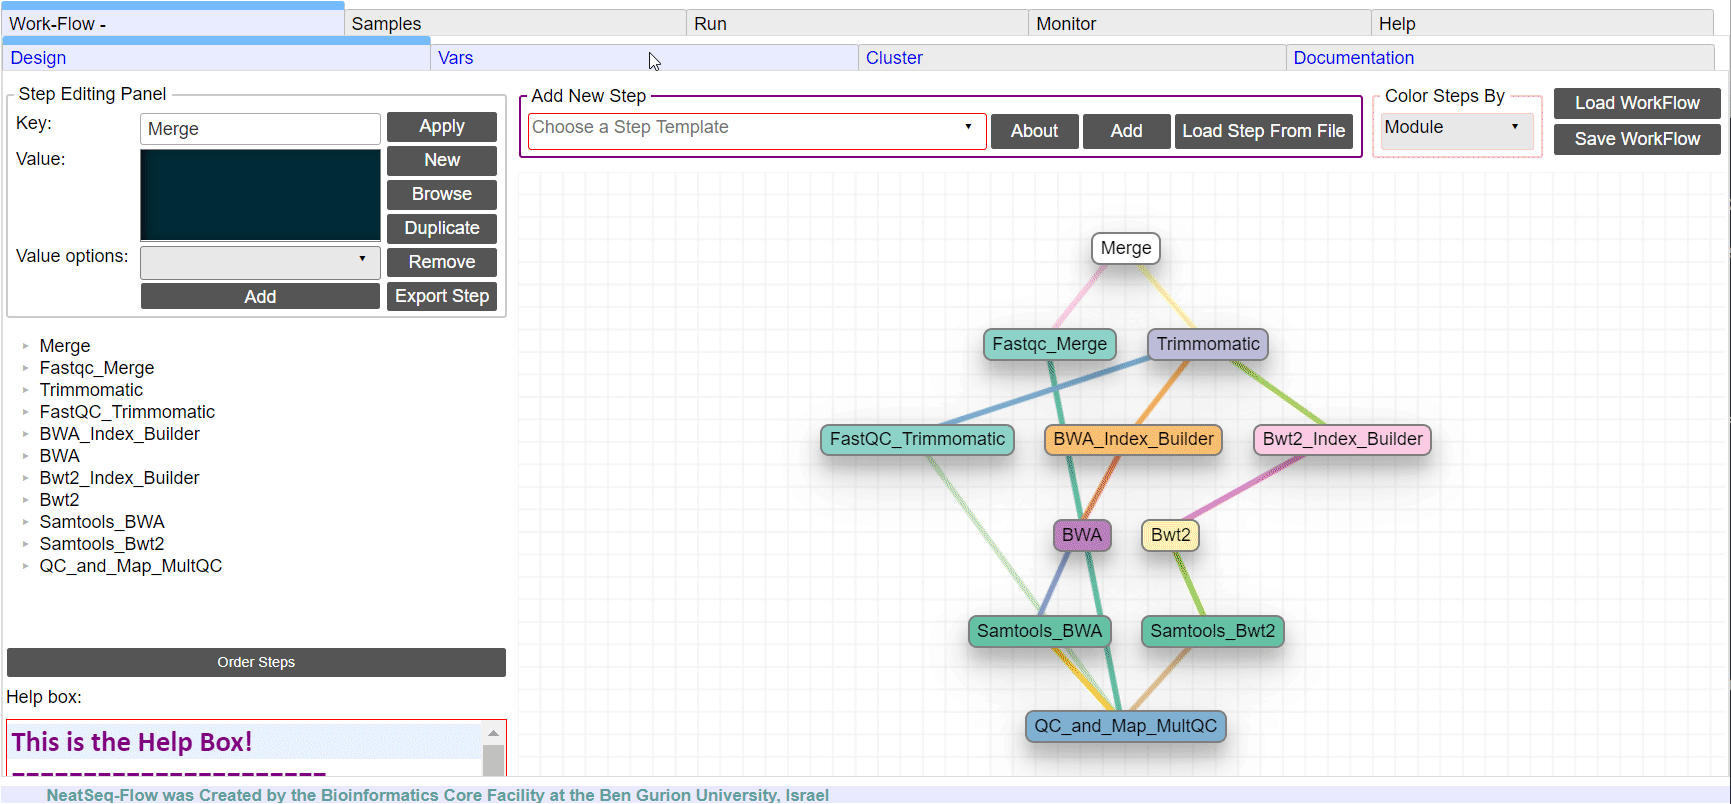 Work-Flow -
Samples
Run
Monitor
Help
Design
Vars
Cluster
Documentation
Step Editing Panel
Key:
Merge
Apply
Value:
New
Browse
Duplicate
Value options:
Remove
Add
Export Step
Add New Step
Choose a Step Template
About
Add
Load Step From File
Color Steps By
Module
Load WorkFlow
Save WorkFlow
Merge
Fastqc_Merge
Trimmomatic
FastQC_Trimmomatic
BWA_Index_Builder
BWA
Bwt2_Index_Builder
Bwt2
Samtools_BWA
Samtools_Bwt2
QC_and_Map_MultQC
Order Steps
Help box:
This is the Help Box!
Merge
Fastqc_Merge
Trimmomatic
FastQC_Trimmomatic
BWA_Index_Builder
Bwt2_Index_Builder
BWA
Bwt2
Samtools_BWA
Samtools_Bwt2
QC_and_Map_MultQC
NeatSeq-Flow was Created by the Bioinformatics Core Facility at the Ben Gurion University, Israel